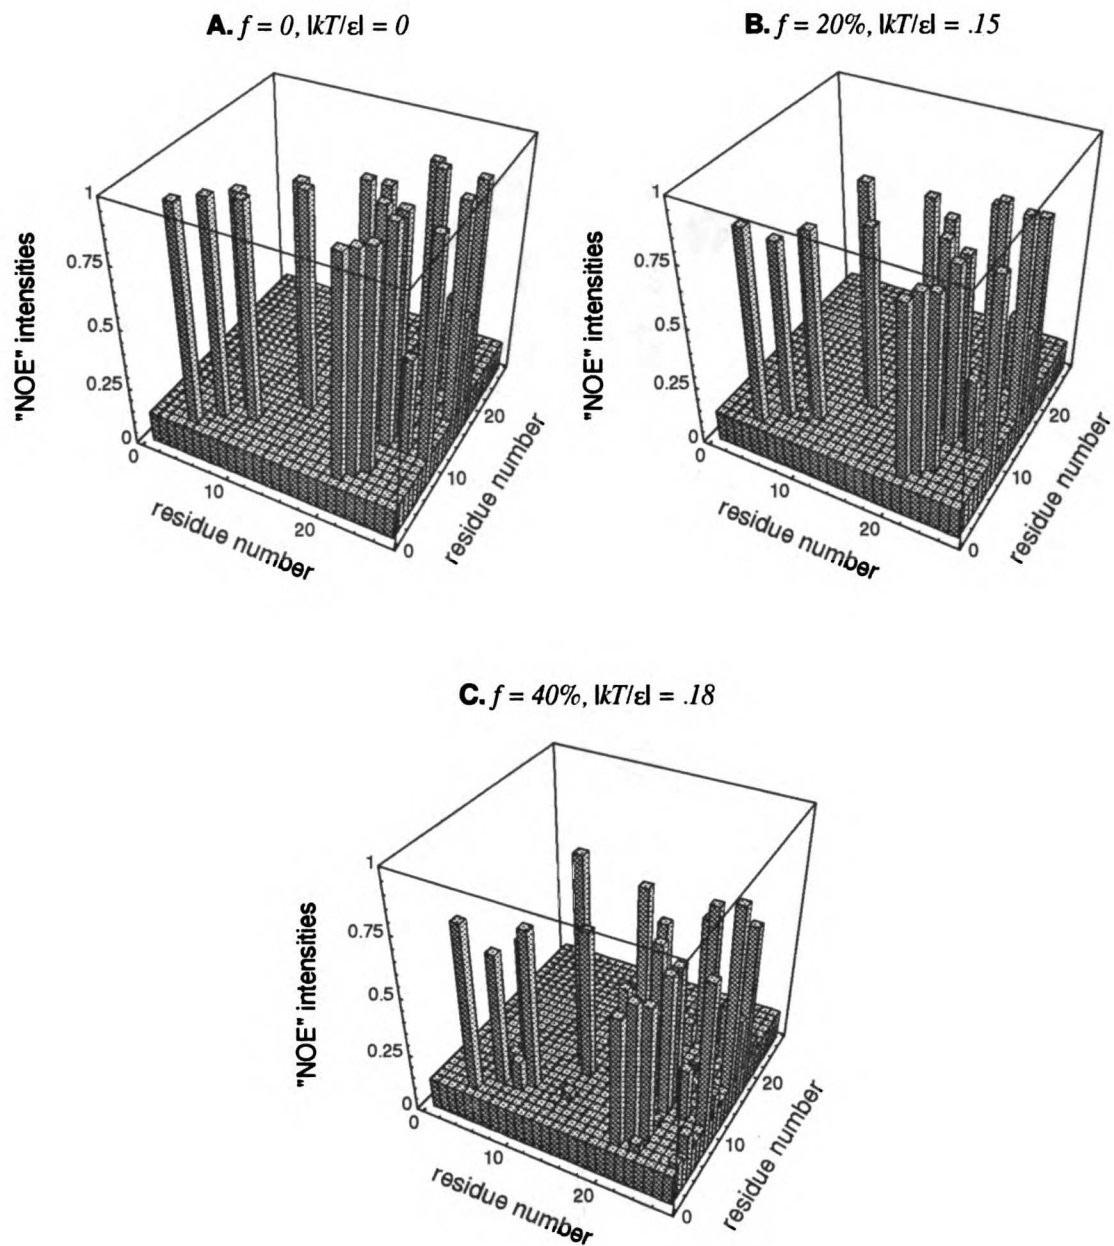 A. f = 0, |kT/ε| = 0
1
0.75
0.5
0.25
0
"NOE" intensities
0
10
20
residue number
0
10
20
residue number
B. f = 20%, |kT/ε| = .15
1
0.75
0.5
0.25
0
"NOE" intensities
0
10
20
residue number
0
10
20
residue number
C. f = 40%, |kT/ε| = .18
1
0.75
0.5
0.25
0
"NOE" intensities
0
10
20
residue number
0
10
20
residue number